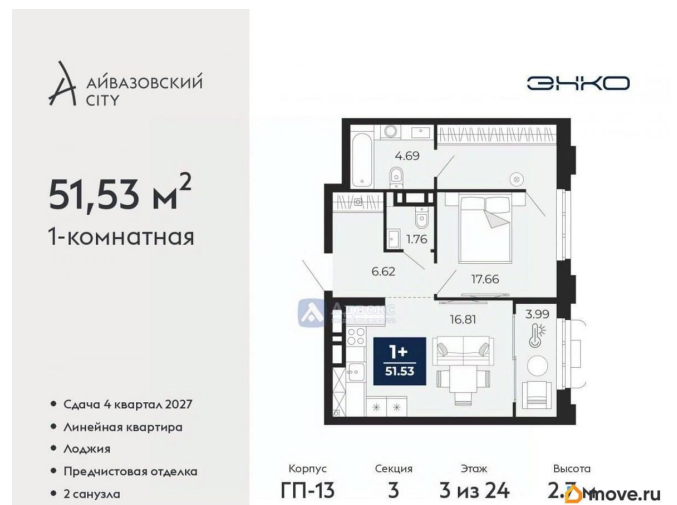 АЙВАЗОВСКИЙ
CITY
ЭНКО
51,53 м²
1-комнатная
4.69
1.76
6.62
17.66
16.81
3.99
1+
51.53
• Сдача 4 квартал 2027
• Линейная квартира
• Лоджия
• Предчистовая отделка
• 2 санузла
Корпус Секция Этаж Высота
ГП-13 3 3 из 24 2.7 м
move.ru